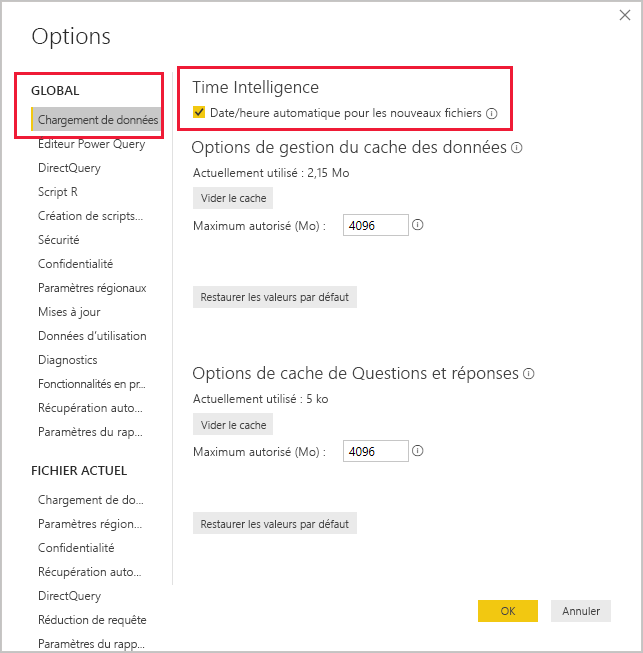 Options
GLOBAL
Chargement de données
Éditeur Power Query
DirectQuery
Script R
Création de scripts...
Sécurité
Confidentialité
Paramètres régionaux
Mises à jour
Données d'utilisation
Diagnostics
Fonctionnalités en pr...
Récupération auto...
Paramètres du rap...
FICHIER ACTUEL
Chargement de do...
Paramètres région...
Confidentialité
Récupération auto...
DirectQuery
Réduction de requête
Paramètres du rapp...
Time Intelligence
Date/heure automatique pour les nouveaux fichiers
Options de gestion du cache des données
Actuellement utilisé : 2,15 Mo
Vider le cache
Maximum autorisé (Mo) : 4096
Restaurer les valeurs par défaut
Options de cache de Questions et réponses
Actuellement utilisé : 5 ko
Vider le cache
Maximum autorisé (Mo) : 4096
Restaurer les valeurs par défaut
OK
Annuler